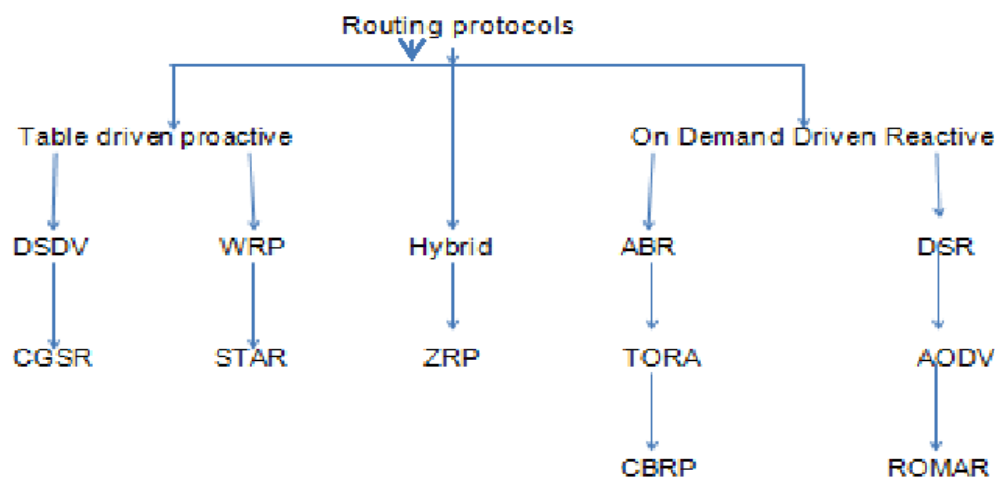 Routing protocols
Table driven proactive
On Demand Driven Reactive
DSDV
WRP
Hybrid
ABR
DSR
CGSR
STAR
ZRP
TORA
AODV
CBRP
ROMAR